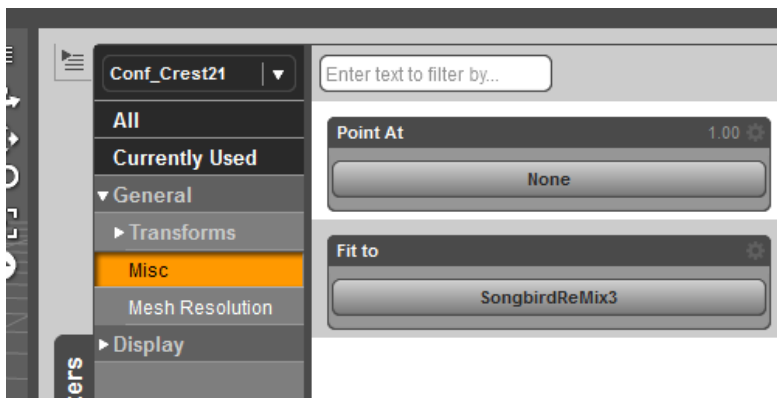 Conf_Crest21
Enter text to filter by...
All
Currently Used
General
Transforms
Misc
Mesh Resolution
Display
Point At
1.00
None
Fit to
SongbirdReMix3